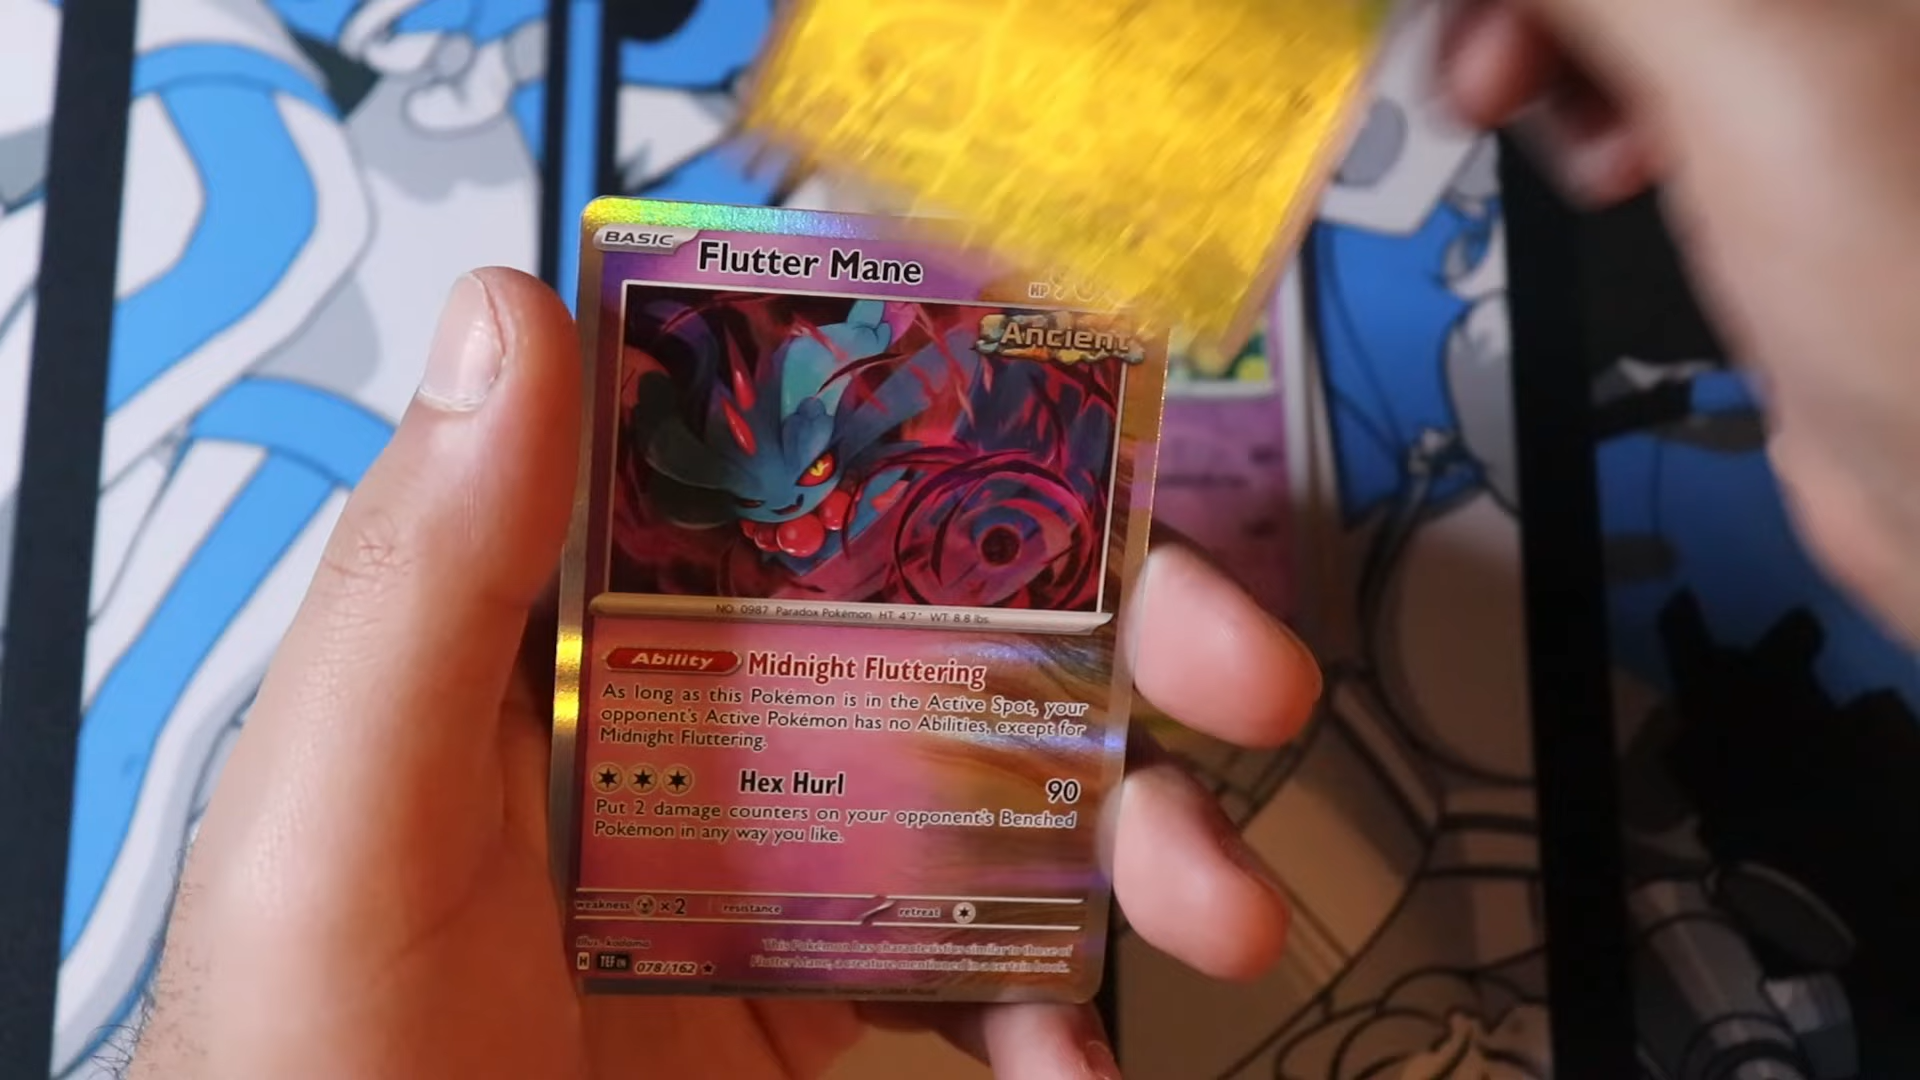 BASIC Flutter Mane HP
Ancient
NO. 0987 Paradox Pokémon HT: 4'7" WT: 8.8 lbs.
Ability Midnight Fluttering
As long as this Pokémon is in the Active Spot, your
opponent's Active Pokémon has no Abilities, except for
Midnight Fluttering.
Hex Hurl 90
Put 2 damage counters on your opponent's Benched
Pokémon in any way you like.
weakness ×2 resistance retreat
Illus. kodama
H TEF EN 078/162
This Pokémon has characteristics similar to those of
Flutter Mane, a creature mentioned in a certain book.